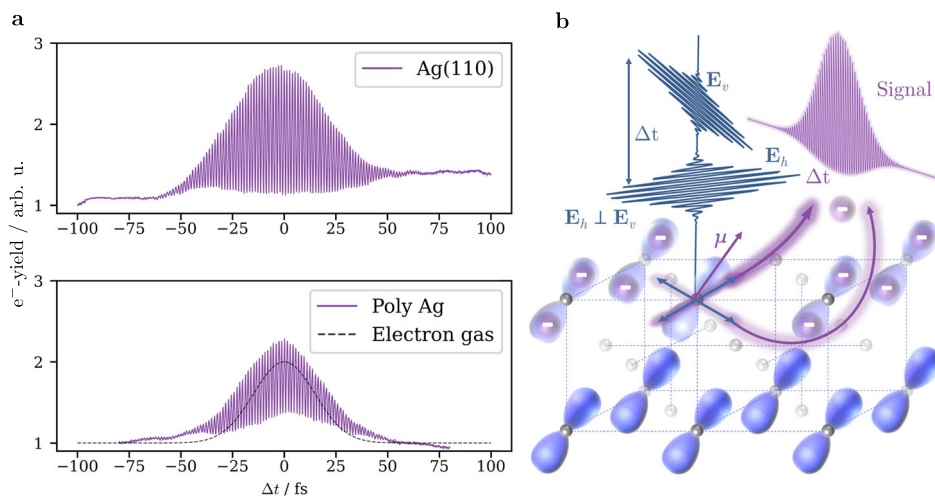 a
3
2
1
Ag(110)
−100 −75 −50 −25 0 25 50 75 100
e⁻-yield / arb. u.
3
2
1
Poly Ag
Electron gas
−100 −75 −50 −25 0 25 50 75 100
Δt / fs
b
E_v
Δt
E_h
E_h ⊥ E_v
Signal
Δt
μ